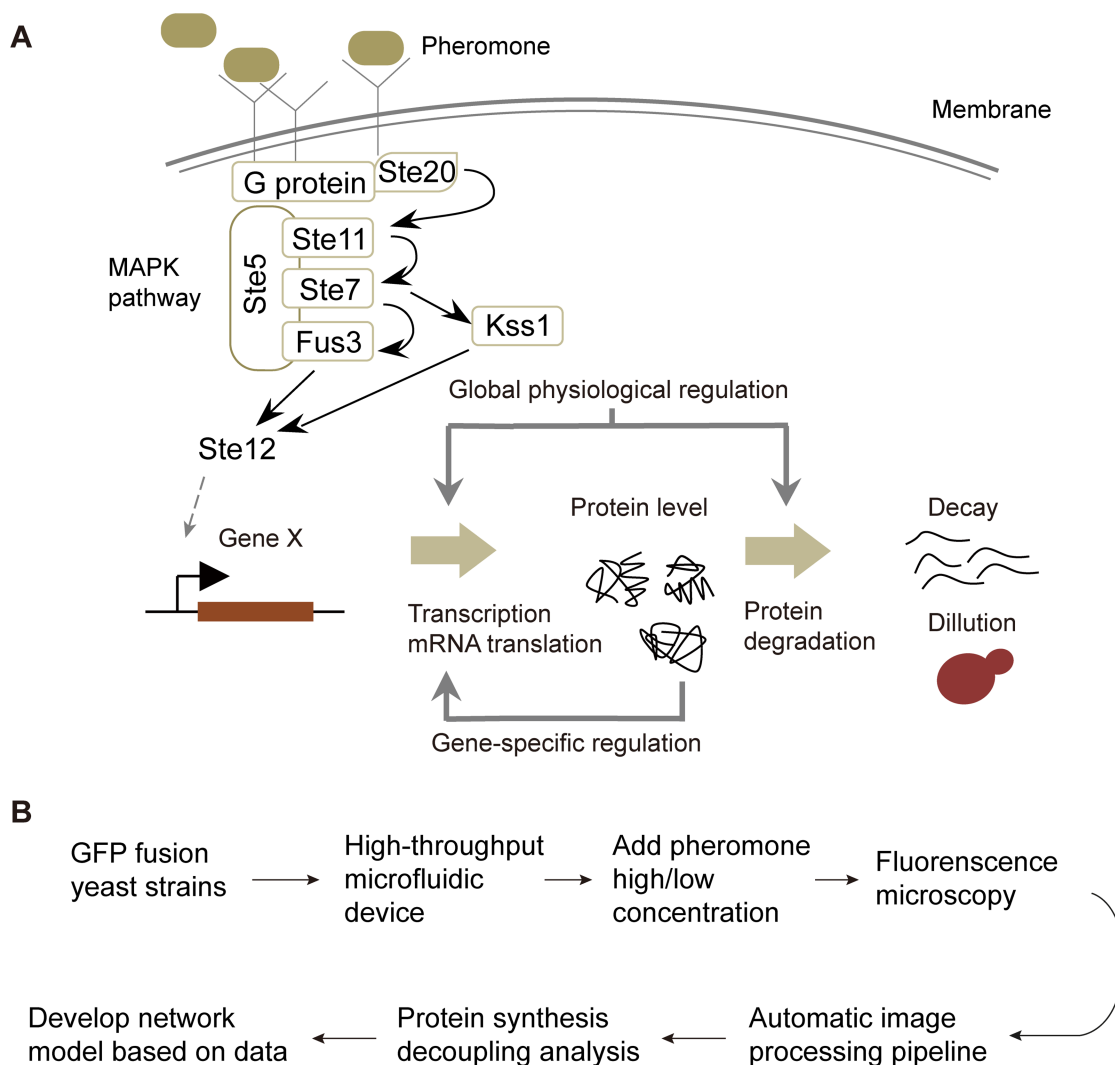 A
Pheromone
Membrane
G protein
Ste20
Ste5
Ste11
MAPK
pathway
Ste7
Fus3
Kss1
Global physiological regulation
Ste12
Gene X
Protein level
Decay
Transcription
mRNA translation
Protein
degradation
Dillution
Gene-specific regulation
B
GFP fusion
yeast strains
High-throughput
microfluidic
device
Add pheromone
high/low
concentration
Fluorenscence
microscopy
Automatic image
processing pipeline
Protein synthesis
decoupling analysis
Develop network
model based on data